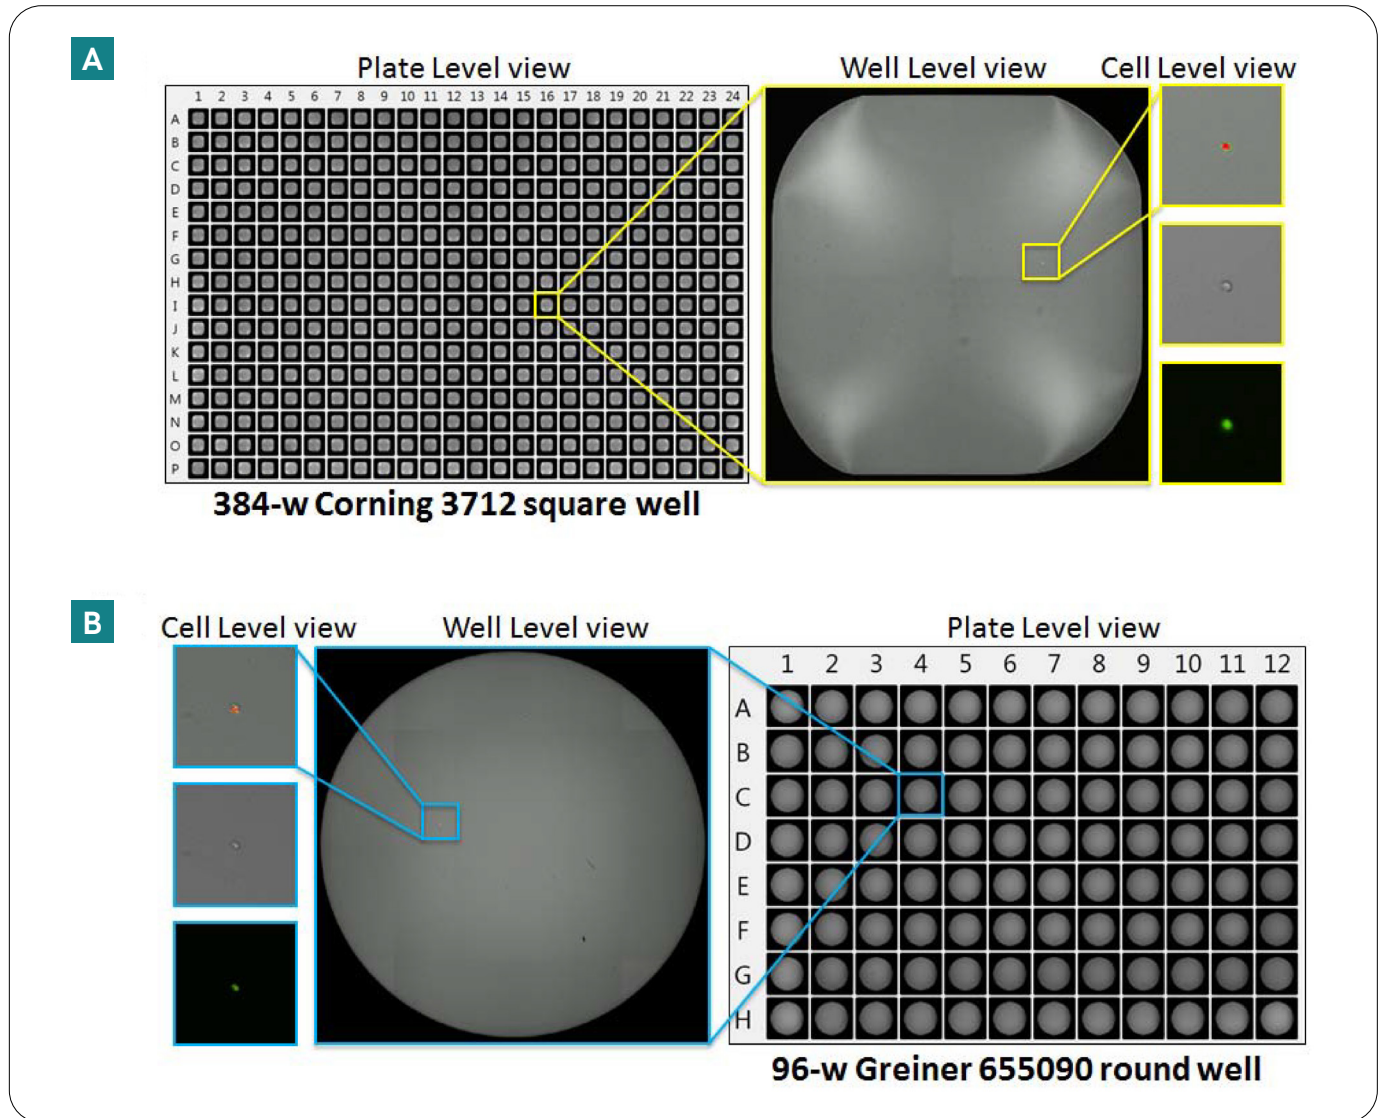 A
Plate Level view
Well Level view
Cell Level view
1 2 3 4 5 6 7 8 9 10 11 12 13 14 15 16 17 18 19 20 21 22 23 24
A
B
C
D
E
F
G
H
I
J
K
L
M
N
O
P
384-w Corning 3712 square well
B
Cell Level view
Well Level view
Plate Level view
1 2 3 4 5 6 7 8 9 10 11 12
A
B
C
D
E
F
G
H
96-w Greiner 655090 round well